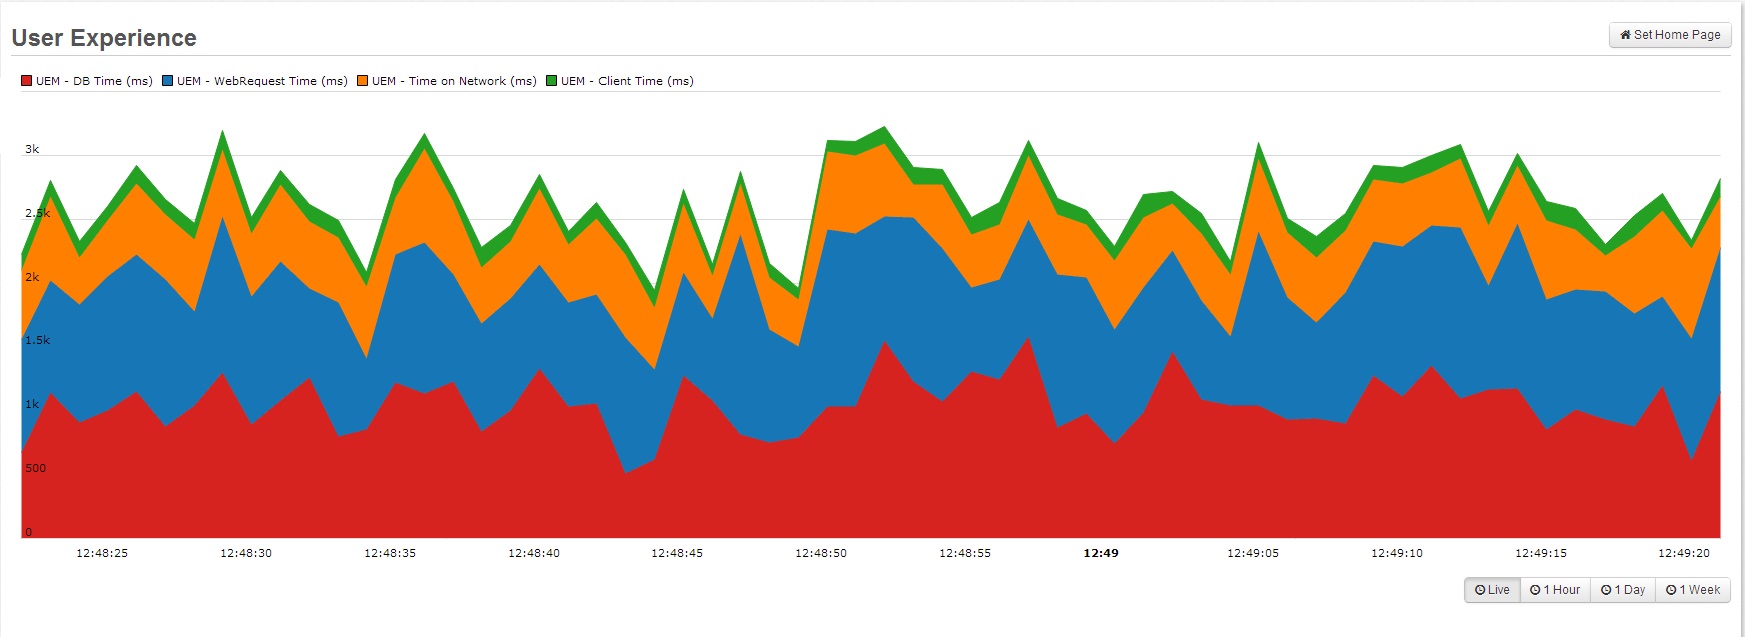 User Experience
Set Home Page
UEM - DB Time (ms) UEM - WebRequest Time (ms) UEM - Time on Network (ms) UEM - Client Time (ms)
3k
2.5k
2k
1.5k
1k
500
0
12:48:25 12:48:30 12:48:35 12:48:40 12:48:45 12:48:50 12:48:55 12:49 12:49:05 12:49:10 12:49:15 12:49:20
Live 1 Hour 1 Day 1 Week